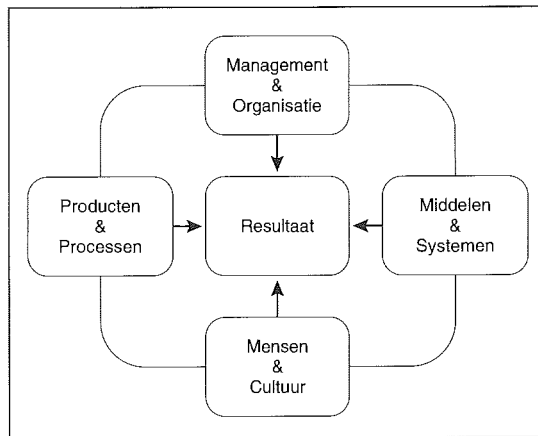 Management
&
Organisatie
Producten
&
Processen
Resultaat
Middelen
&
Systemen
Mensen
&
Cultuur